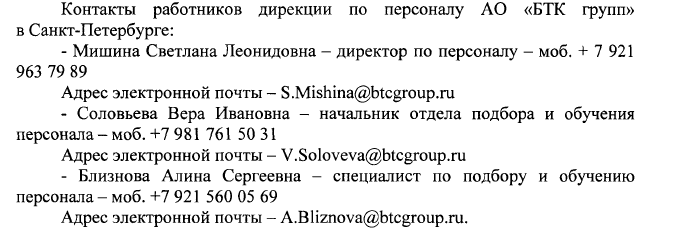 Контакты работников дирекции по персоналу АО «БТК групп»
в Санкт-Петербурге:
- Мишина Светлана Леонидовна – директор по персоналу – моб. + 7 921
963 79 89
Адрес электронной почты – S.Mishina@btcgroup.ru
- Соловьева Вера Ивановна – начальник отдела подбора и обучения
персонала – моб. +7 981 761 50 31
Адрес электронной почты – V.Soloveva@btcgroup.ru
- Близнова Алина Сергеевна – специалист по подбору и обучению
персонала – моб. +7 921 560 05 69
Адрес электронной почты – A.Bliznova@btcgroup.ru.